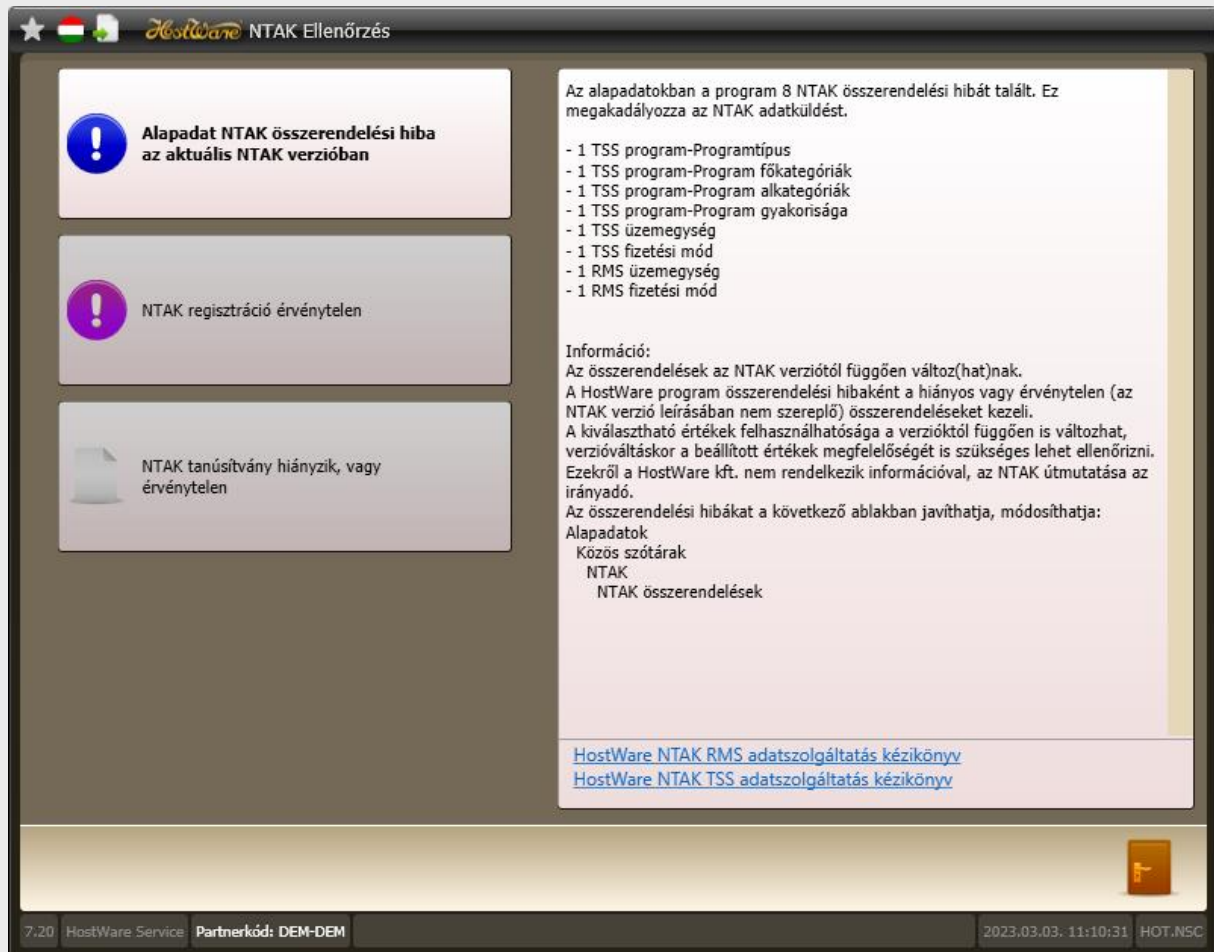 HostWare NTAK Ellenőrzés
Alapadat NTAK összerendelési hiba
az aktuális NTAK verzióban
NTAK regisztráció érvénytelen
NTAK tanúsítvány hiányzik, vagy
érvénytelen
Az alapadatokban a program 8 NTAK összerendelési hibát talált. Ez
megakadályozza az NTAK adatküldést.
- 1 TSS program-Programtípus
- 1 TSS program-Program főkategóriák
- 1 TSS program-Program alkategóriák
- 1 TSS program-Program gyakorisága
- 1 TSS üzemegység
- 1 TSS fizetési mód
- 1 RMS üzemegység
- 1 RMS fizetési mód
Információ:
Az összerendelések az NTAK verziótól függően változ(hat)nak.
A HostWare program összerendelési hibaként a hiányos vagy érvénytelen (az
NTAK verzió leírásában nem szereplő) összerendeléseket kezeli.
A kiválasztható értékek felhasználhatósága a verzióktól függően is változhat,
verzióváltáskor a beállított értékek megfelelőségét is szükséges lehet ellenőrizni.
Ezekről a HostWare kft. nem rendelkezik információval, az NTAK útmutatása az
irányadó.
Az összerendelési hibákat a következő ablakban javíthatja, módosíthatja:
Alapadatok
Közös szótárak
NTAK
NTAK összerendelések
HostWare NTAK RMS adatszolgáltatás kézikönyv
HostWare NTAK TSS adatszolgáltatás kézikönyv
7.20 HostWare Service Partnerkód: DEM-DEM 2023.03.03. 11:10:31 HOT.NSC